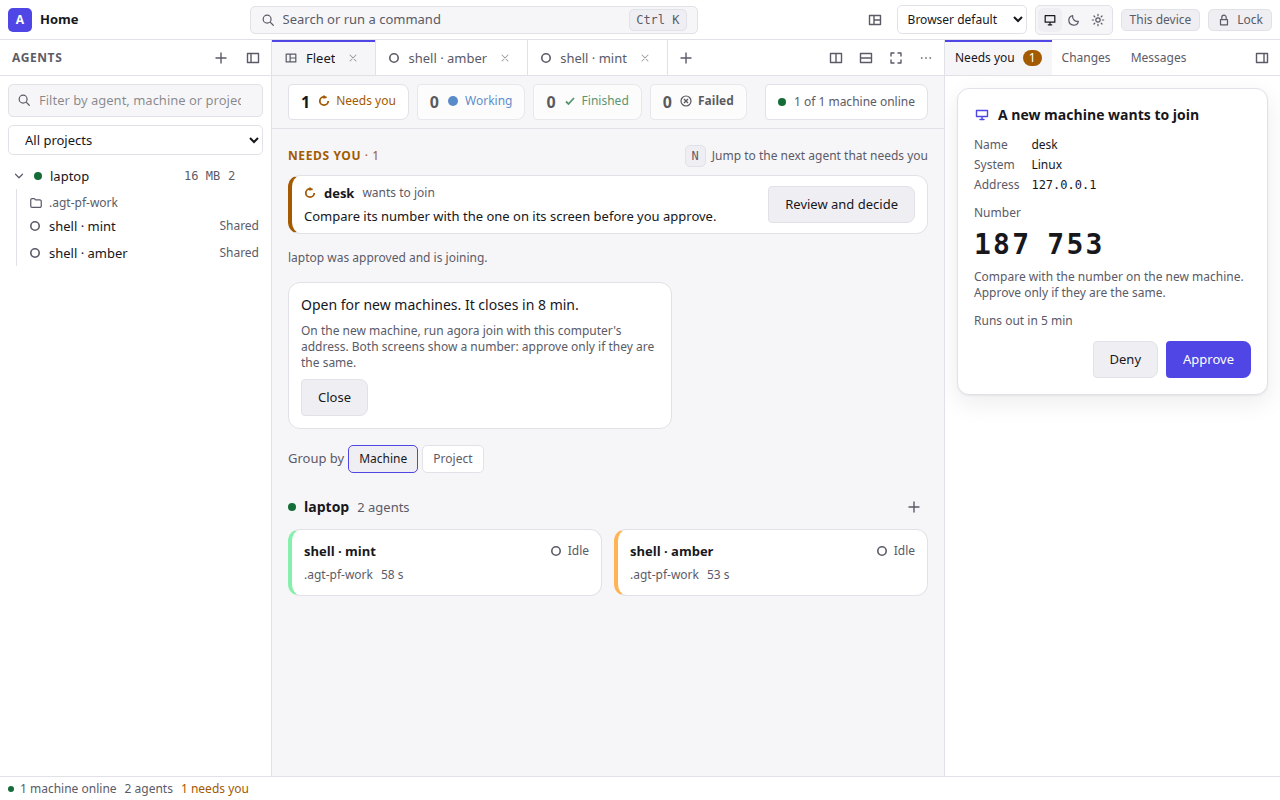 A Home
Search or run a command Ctrl K
Browser default
This device
Lock
AGENTS
Filter by agent, machine or projec
All projects
laptop 16 MB 2
.agt-pf-work
shell · mint Shared
shell · amber Shared
Fleet
shell · amber
shell · mint
1 Needs you
0 Working
0 Finished
0 Failed
1 of 1 machine online
NEEDS YOU · 1
N Jump to the next agent that needs you
desk wants to join
Compare its number with the one on its screen before you approve.
Review and decide
laptop was approved and is joining.
Open for new machines. It closes in 8 min.
On the new machine, run agora join with this computer's
address. Both screens show a number: approve only if they are
the same.
Close
Group by Machine Project
laptop 2 agents
shell · mint Idle
.agt-pf-work 58 s
shell · amber Idle
.agt-pf-work 53 s
Needs you 1 Changes Messages
A new machine wants to join
Name desk
System Linux
Address 127.0.0.1
Number
187 753
Compare with the number on the new machine.
Approve only if they are the same.
Runs out in 5 min
Deny Approve
1 machine online 2 agents 1 needs you